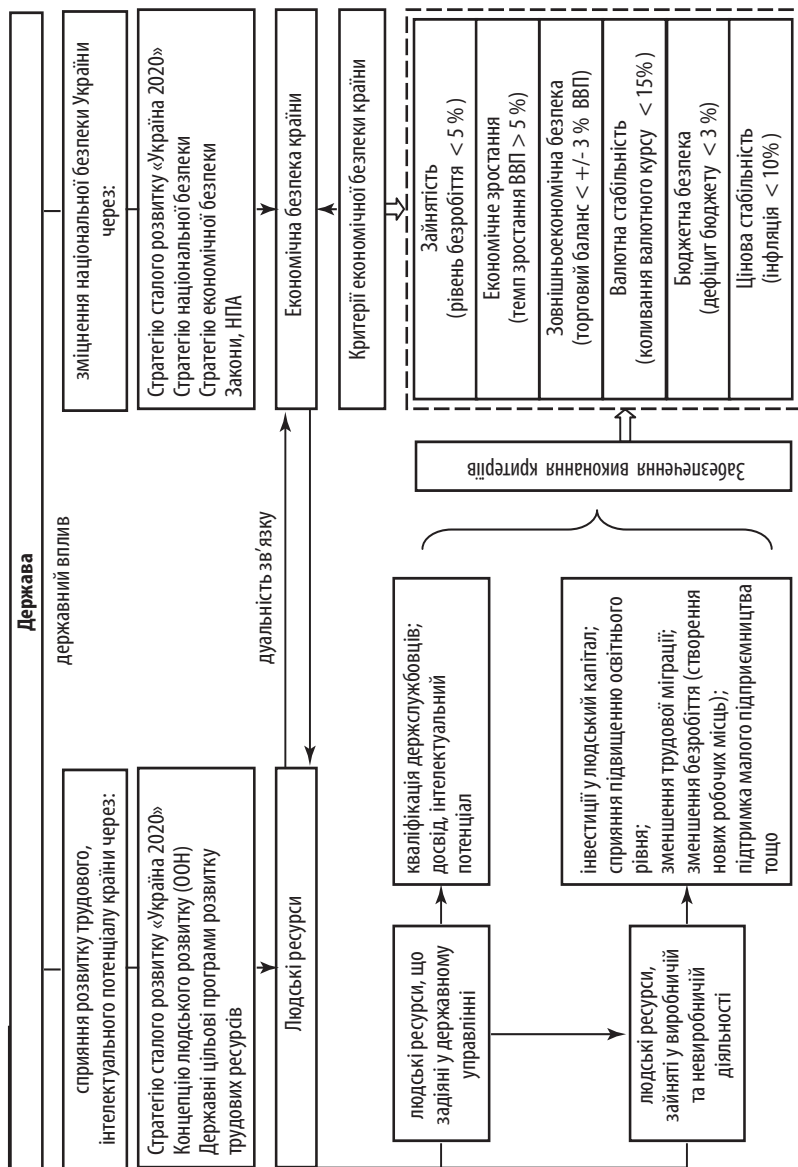 Держава
державний вплив
сприяння розвитку трудового,
інтелектуального потенціалу країни через:
зміцнення національної безпеки України
через:
Стратегію сталого розвитку «Україна 2020»
Концепцію людського розвитку (ООН)
Державні цільові програми розвитку
трудових ресурсів
Стратегію сталого розвитку «Україна 2020»
Стратегію національної безпеки
Стратегію економічної безпеки
Закони, НПА
Людські ресурси
дуальність зв'язку
Економічна безпека країни
Критерії економічної безпеки країни
людські ресурси, що
задіяні у державному
управлінні
кваліфікація держслужбовців;
досвід, інтелектуальний
потенціал
людські ресурси,
зайняті у виробничій
та невиробничій
діяльності
інвестиції у людський капітал;
сприяння підвищенню освітнього
рівня;
зменшення трудової міграції;
зменшення безробіття (створення
нових робочих місць);
підтримка малого підприємництва
тощо
Забезпечення виконання критеріїв
Зайнятість
(рівень безробіття < 5 % )
Економічне зростання
(темп зростання ВВП > 5 %)
Зовнішньоекономічна безпека
(торговий баланс < +/- 3 % ВВП)
Валютна стабільність
(коливання валютного курсу < 15%)
Бюджетна безпека
(дефіцит бюджету < 3 %)
Цінова стабільність
(інфляція < 10%)